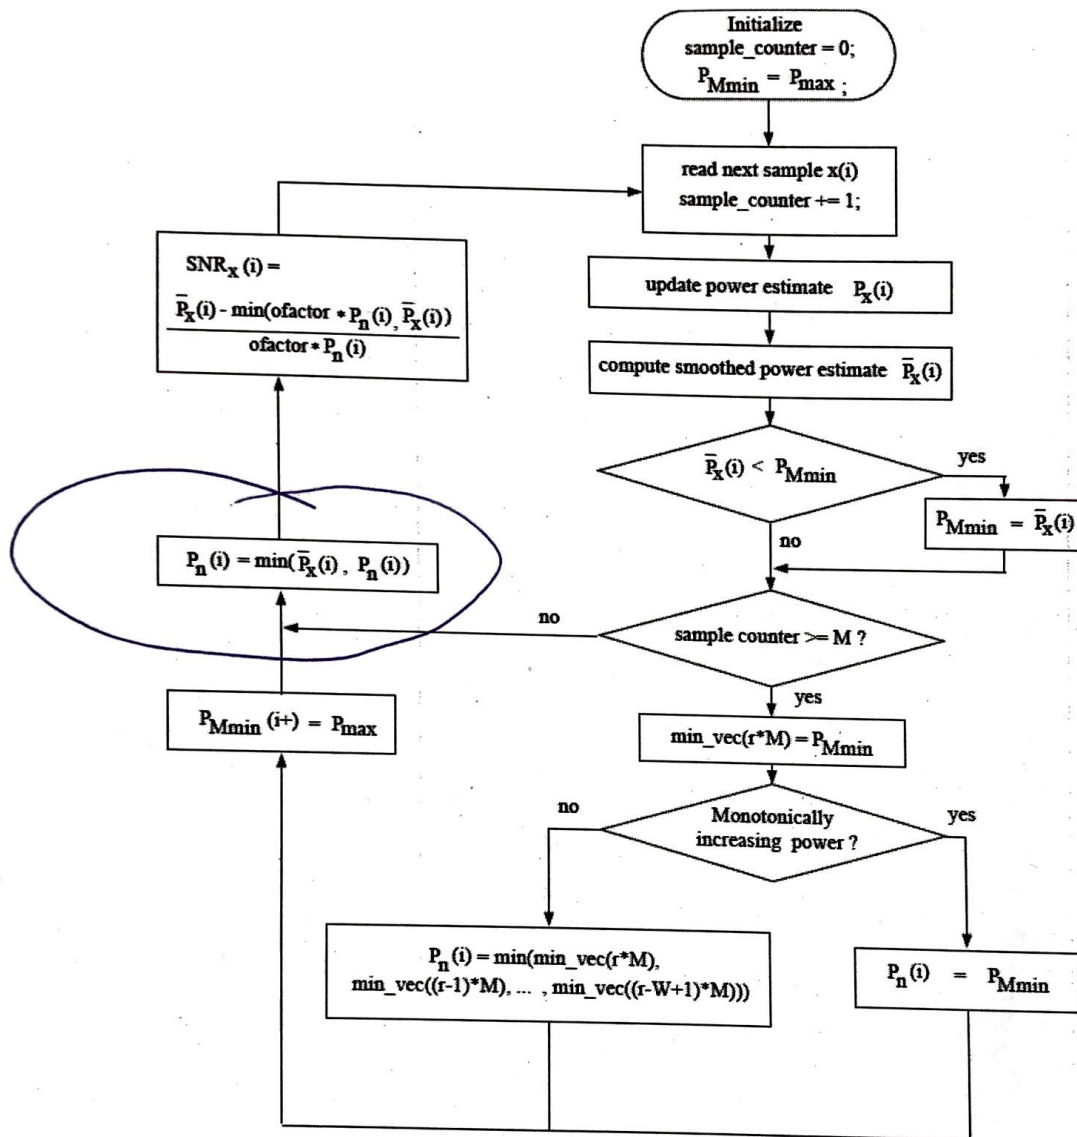 Initialize
sample_counter = 0;
P_Mmin = P_max ;
read next sample x(i)
sample_counter += 1;
update power estimate P_x(i)
compute smoothed power estimate P̅_x(i)
P̅_x(i) < P_Mmin
yes
P_Mmin = P̅_x(i)
no
sample counter >= M ?
no
yes
min_vec(r*M) = P_Mmin
Monotonically
increasing power ?
no
yes
P_n(i) = min(min_vec(r*M),
min_vec((r-1)*M), ... , min_vec((r-W+1)*M)))
P_n(i) = P_Mmin
P_Mmin (i+) = P_max
P_n(i) = min(P̅_x(i) , P_n(i))
SNR_x(i) =
P̅_x(i) - min(ofactor * P_n(i), P̅_x(i))
ofactor * P_n(i)